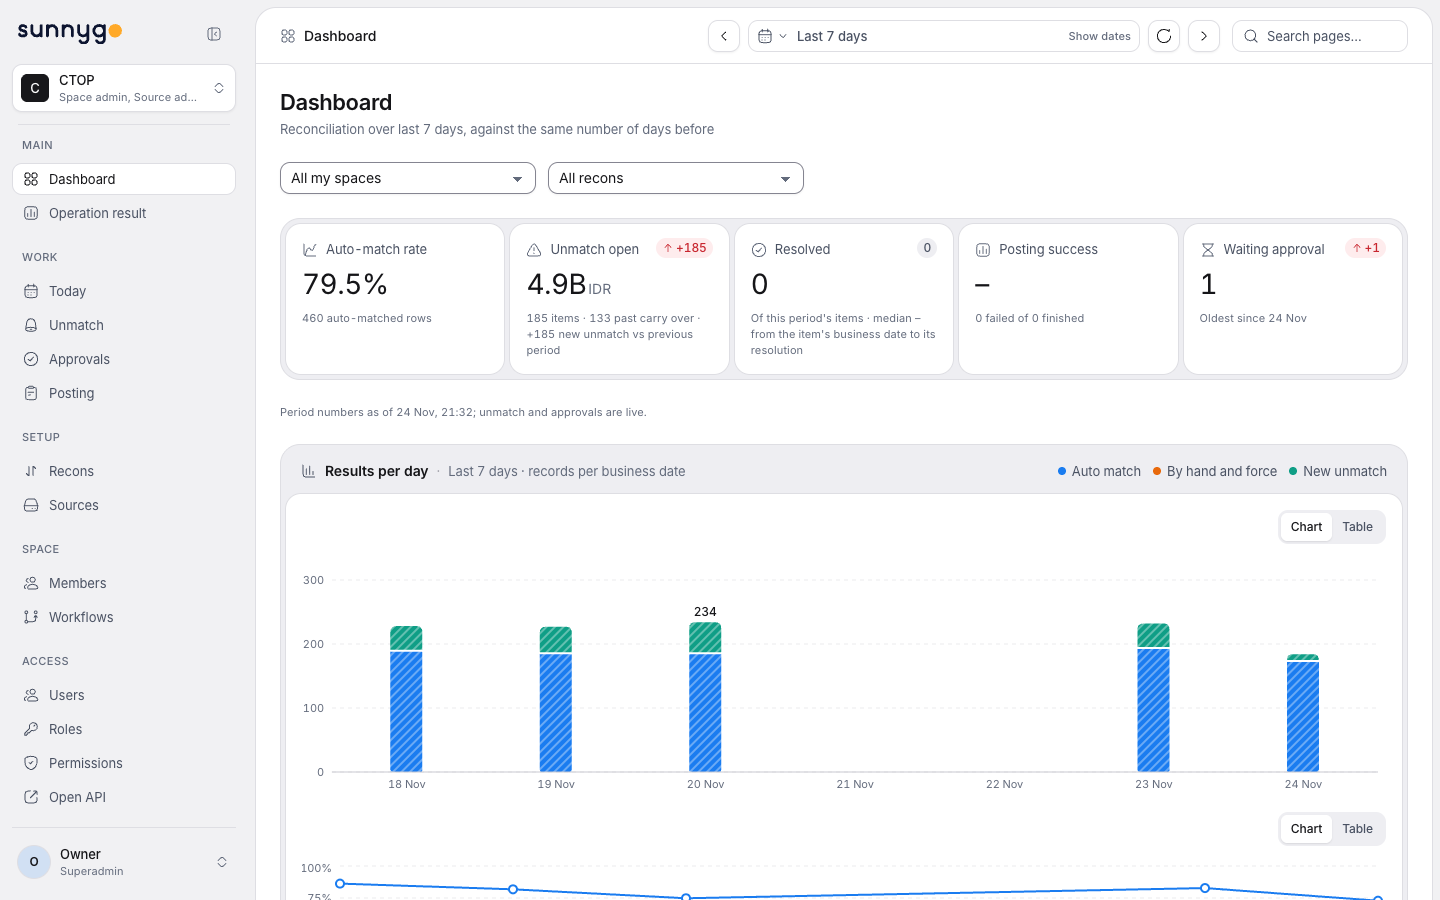 sunnygo
C
CTOP
Space admin, Source ad...
MAIN
Dashboard
Operation result
WORK
Today
Unmatch
Approvals
Posting
SETUP
Recons
Sources
SPACE
Members
Workflows
ACCESS
Users
Roles
Permissions
Open API
O
Owner
Superadmin
Dashboard
Last 7 days
Show dates
Search pages...
Dashboard
Reconciliation over last 7 days, against the same number of days before
All my spaces
All recons
Auto-match rate
79.5%
460 auto-matched rows
Unmatch open
↑ +185
4.9B IDR
185 items · 133 past carry over ·
+185 new unmatch vs previous
period
Resolved
0
0
Of this period's items · median –
from the item's business date to its
resolution
Posting success
–
0 failed of 0 finished
Waiting approval
↑ +1
1
Oldest since 24 Nov
Period numbers as of 24 Nov, 21:32; unmatch and approvals are live.
Results per day · Last 7 days · records per business date
Auto match
By hand and force
New unmatch
Chart
Table
300
200
100
0
234
18 Nov
19 Nov
20 Nov
21 Nov
22 Nov
23 Nov
24 Nov
Chart
Table
100%
75%